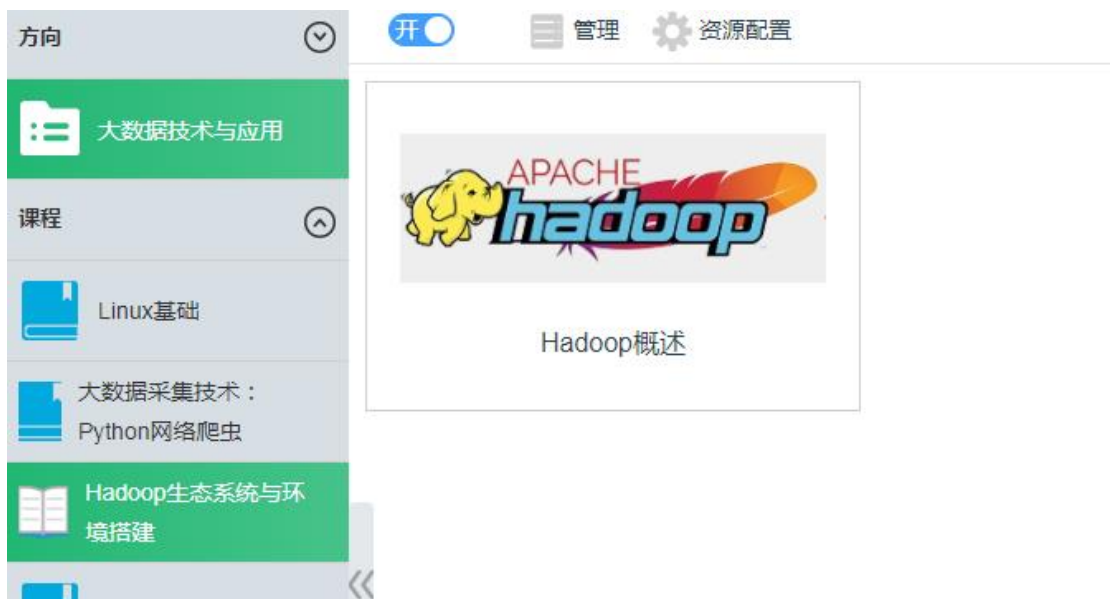 方向
大数据技术与应用
课程
Linux基础
大数据采集技术：
Python网络爬虫
Hadoop生态系统与环
境搭建
开
管理
资源配置
APACHE
hadoop
Hadoop概述